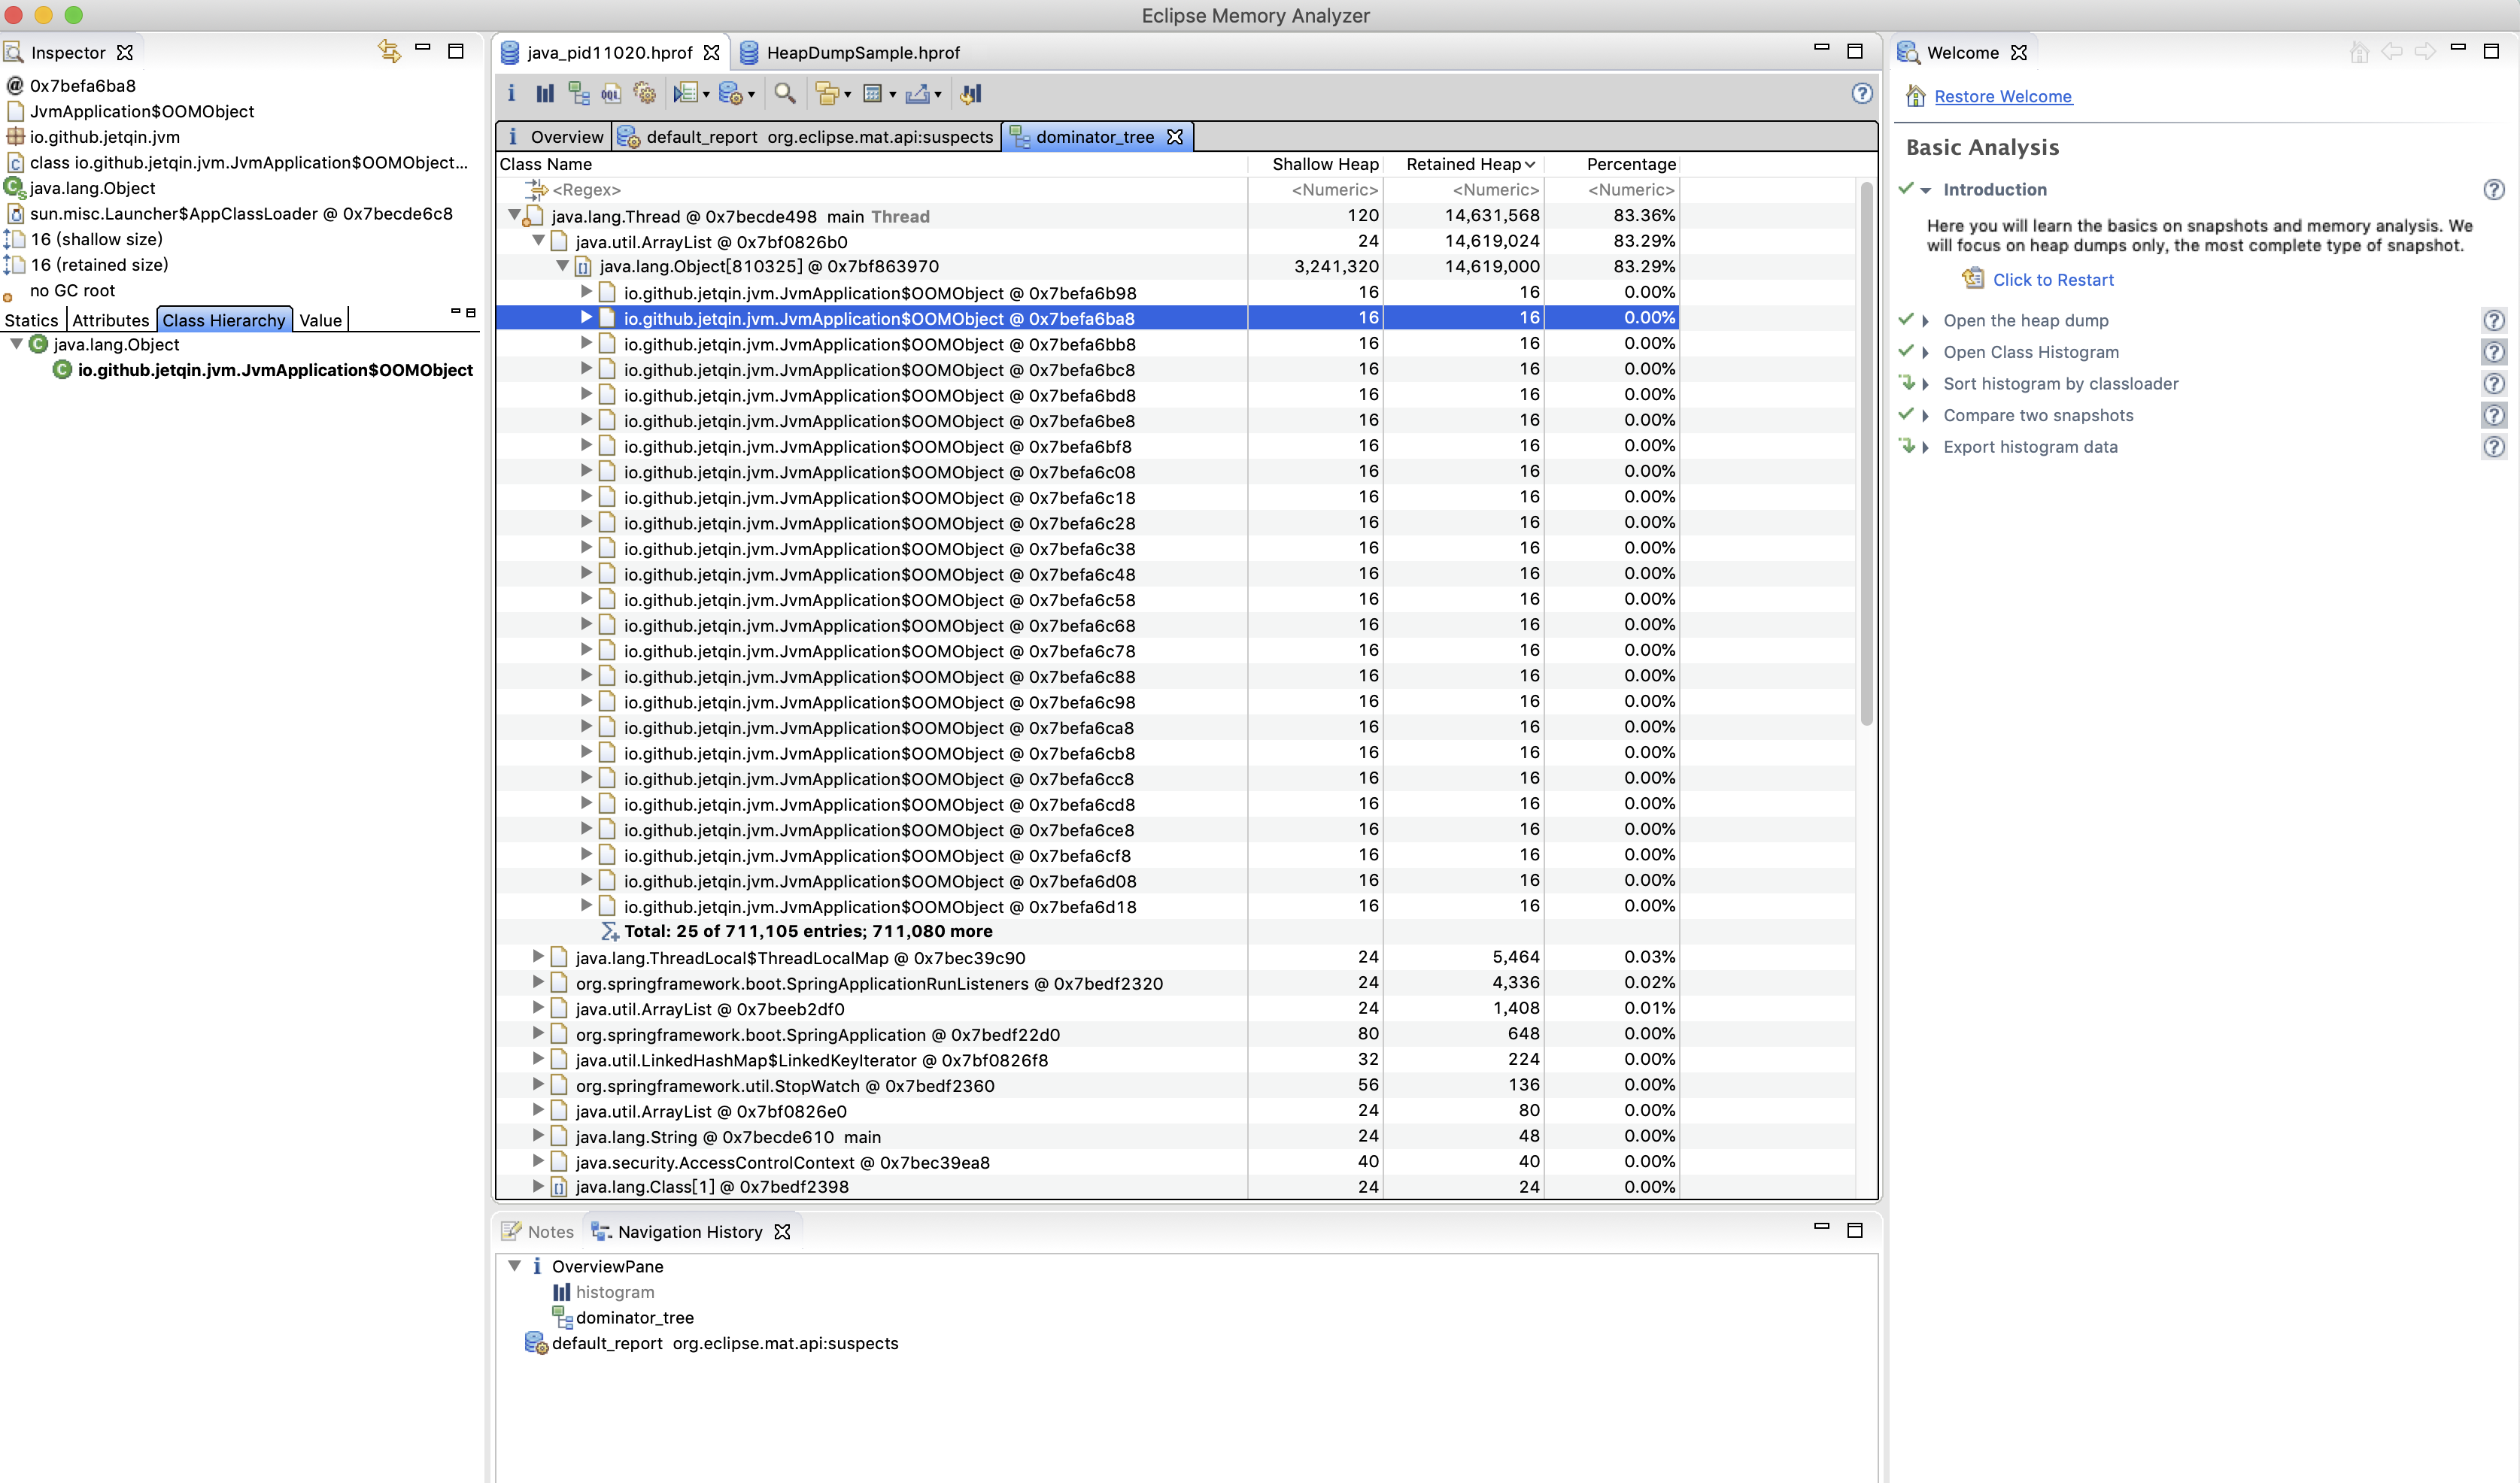 Eclipse Memory Analyzer
Inspector
@ 0x7befa6ba8
JvmApplication$OOMObject
io.github.jetqin.jvm
class io.github.jetqin.jvm.JvmApplication$OOMObject...
java.lang.Object
sun.misc.Launcher$AppClassLoader @ 0x7becde6c8
16 (shallow size)
16 (retained size)
no GC root
Statics Attributes Class Hierarchy Value
java.lang.Object
io.github.jetqin.jvm.JvmApplication$OOMObject
java_pid11020.hprof HeapDumpSample.hprof
i OQL
i Overview default_report org.eclipse.mat.api:suspects dominator_tree
Class Name Shallow Heap Retained Heap Percentage
<Regex> <Numeric> <Numeric> <Numeric>
java.lang.Thread @ 0x7becde498 main Thread 120 14,631,568 83.36%
java.util.ArrayList @ 0x7bf0826b0 24 14,619,024 83.29%
java.lang.Object[810325] @ 0x7bf863970 3,241,320 14,619,000 83.29%
io.github.jetqin.jvm.JvmApplication$OOMObject @ 0x7befa6b98 16 16 0.00%
io.github.jetqin.jvm.JvmApplication$OOMObject @ 0x7befa6ba8 16 16 0.00%
io.github.jetqin.jvm.JvmApplication$OOMObject @ 0x7befa6bb8 16 16 0.00%
io.github.jetqin.jvm.JvmApplication$OOMObject @ 0x7befa6bc8 16 16 0.00%
io.github.jetqin.jvm.JvmApplication$OOMObject @ 0x7befa6bd8 16 16 0.00%
io.github.jetqin.jvm.JvmApplication$OOMObject @ 0x7befa6be8 16 16 0.00%
io.github.jetqin.jvm.JvmApplication$OOMObject @ 0x7befa6bf8 16 16 0.00%
io.github.jetqin.jvm.JvmApplication$OOMObject @ 0x7befa6c08 16 16 0.00%
io.github.jetqin.jvm.JvmApplication$OOMObject @ 0x7befa6c18 16 16 0.00%
io.github.jetqin.jvm.JvmApplication$OOMObject @ 0x7befa6c28 16 16 0.00%
io.github.jetqin.jvm.JvmApplication$OOMObject @ 0x7befa6c38 16 16 0.00%
io.github.jetqin.jvm.JvmApplication$OOMObject @ 0x7befa6c48 16 16 0.00%
io.github.jetqin.jvm.JvmApplication$OOMObject @ 0x7befa6c58 16 16 0.00%
io.github.jetqin.jvm.JvmApplication$OOMObject @ 0x7befa6c68 16 16 0.00%
io.github.jetqin.jvm.JvmApplication$OOMObject @ 0x7befa6c78 16 16 0.00%
io.github.jetqin.jvm.JvmApplication$OOMObject @ 0x7befa6c88 16 16 0.00%
io.github.jetqin.jvm.JvmApplication$OOMObject @ 0x7befa6c98 16 16 0.00%
io.github.jetqin.jvm.JvmApplication$OOMObject @ 0x7befa6ca8 16 16 0.00%
io.github.jetqin.jvm.JvmApplication$OOMObject @ 0x7befa6cb8 16 16 0.00%
io.github.jetqin.jvm.JvmApplication$OOMObject @ 0x7befa6cc8 16 16 0.00%
io.github.jetqin.jvm.JvmApplication$OOMObject @ 0x7befa6cd8 16 16 0.00%
io.github.jetqin.jvm.JvmApplication$OOMObject @ 0x7befa6ce8 16 16 0.00%
io.github.jetqin.jvm.JvmApplication$OOMObject @ 0x7befa6cf8 16 16 0.00%
io.github.jetqin.jvm.JvmApplication$OOMObject @ 0x7befa6d08 16 16 0.00%
io.github.jetqin.jvm.JvmApplication$OOMObject @ 0x7befa6d18 16 16 0.00%
Total: 25 of 711,105 entries; 711,080 more
java.lang.ThreadLocal$ThreadLocalMap @ 0x7bec39c90 24 5,464 0.03%
org.springframework.boot.SpringApplicationRunListeners @ 0x7bedf2320 24 4,336 0.02%
java.util.ArrayList @ 0x7beeb2df0 24 1,408 0.01%
org.springframework.boot.SpringApplication @ 0x7bedf22d0 80 648 0.00%
java.util.LinkedHashMap$LinkedKeyIterator @ 0x7bf0826f8 32 224 0.00%
org.springframework.util.StopWatch @ 0x7bedf2360 56 136 0.00%
java.util.ArrayList @ 0x7bf0826e0 24 80 0.00%
java.lang.String @ 0x7becde610 main 24 48 0.00%
java.security.AccessControlContext @ 0x7bec39ea8 40 40 0.00%
java.lang.Class[1] @ 0x7bedf2398 24 24 0.00%
Notes Navigation History
i OverviewPane
histogram
dominator_tree
default_report org.eclipse.mat.api:suspects
Welcome
Restore Welcome
Basic Analysis
Introduction
Here you will learn the basics on snapshots and memory analysis. We
will focus on heap dumps only, the most complete type of snapshot.
Click to Restart
Open the heap dump
Open Class Histogram
Sort histogram by classloader
Compare two snapshots
Export histogram data